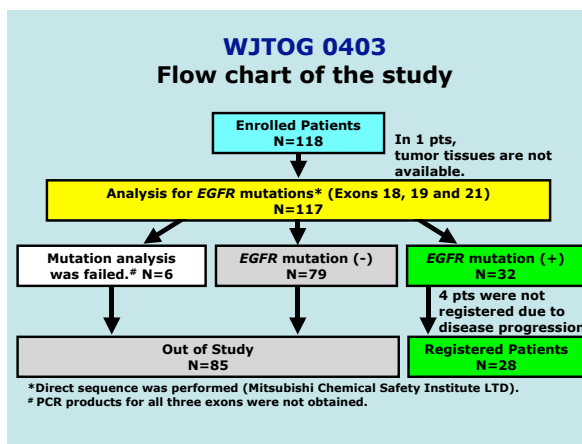 WJTOG 0403
Flow chart of the study
Enrolled Patients
N=118
In 1 pts,
tumor tissues are not
available.
Analysis for EGFR mutations* (Exons 18, 19 and 21)
N=117
Mutation analysis
was failed.# N=6
EGFR mutation (-)
N=79
EGFR mutation (+)
N=32
4 pts were not
registered due to
disease progression
Out of Study
N=85
Registered Patients
N=28
*Direct sequence was performed (Mitsubishi Chemical Safety Institute LTD).
# PCR products for all three exons were not obtained.